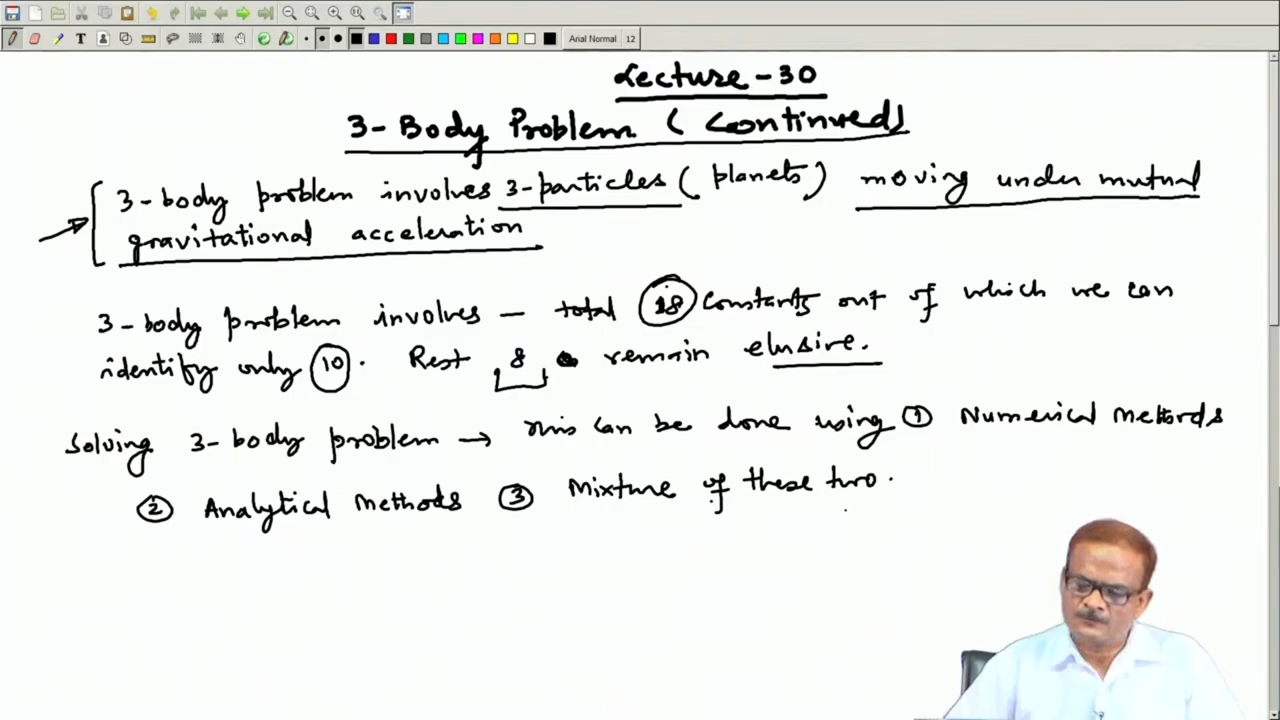 T
Arial Normal 12
Lecture-30
3-Body Problem (Continued)
3-body problem involves 3-particles (planets) moving under mutual
gravitational acceleration
3-body problem involves - total 18 Constants out of which we can
identify only 10. Rest 8 remain elusive.
Solving 3-body problem → This can be done using ① Numerical Methods
② Analytical Methods ③ Mixture of these two.